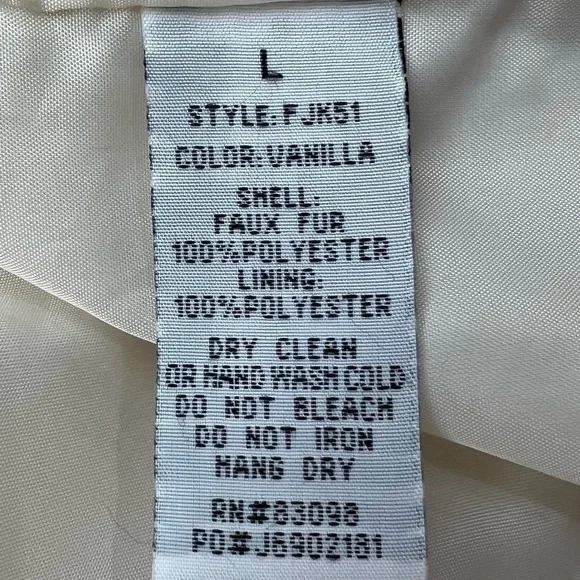 L
STYLE:FJK51
COLOR:VANILLA
SHELL:
FAUX FUR
100%POLYESTER
LINING:
100%POLYESTER
DRY CLEAN
OR HAND WASH COLD
DO NOT BLEACH
DO NOT IRON
HANG DRY
RN#83098
PO#J6902181